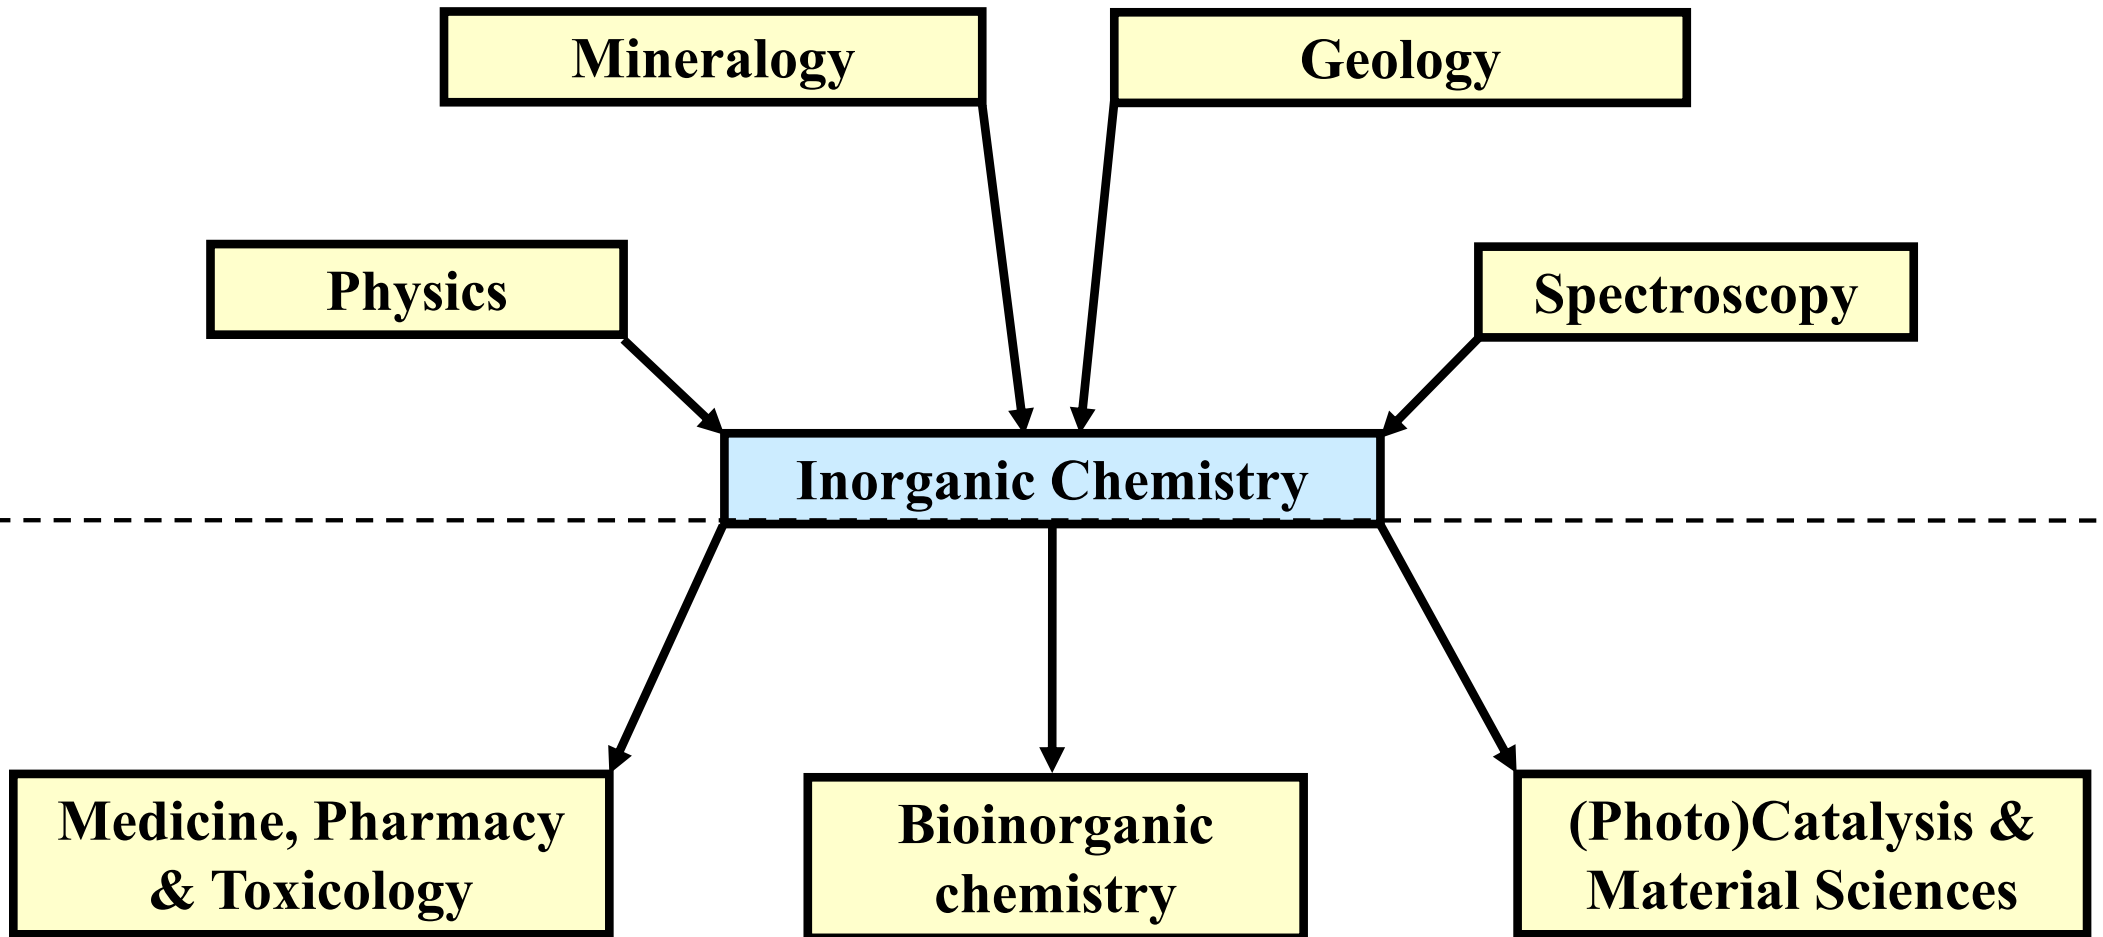 Mineralogy
Geology
Physics
Spectroscopy
Inorganic Chemistry
Medicine, Pharmacy
& Toxicology
Bioinorganic
chemistry
(Photo)Catalysis &
Material Sciences